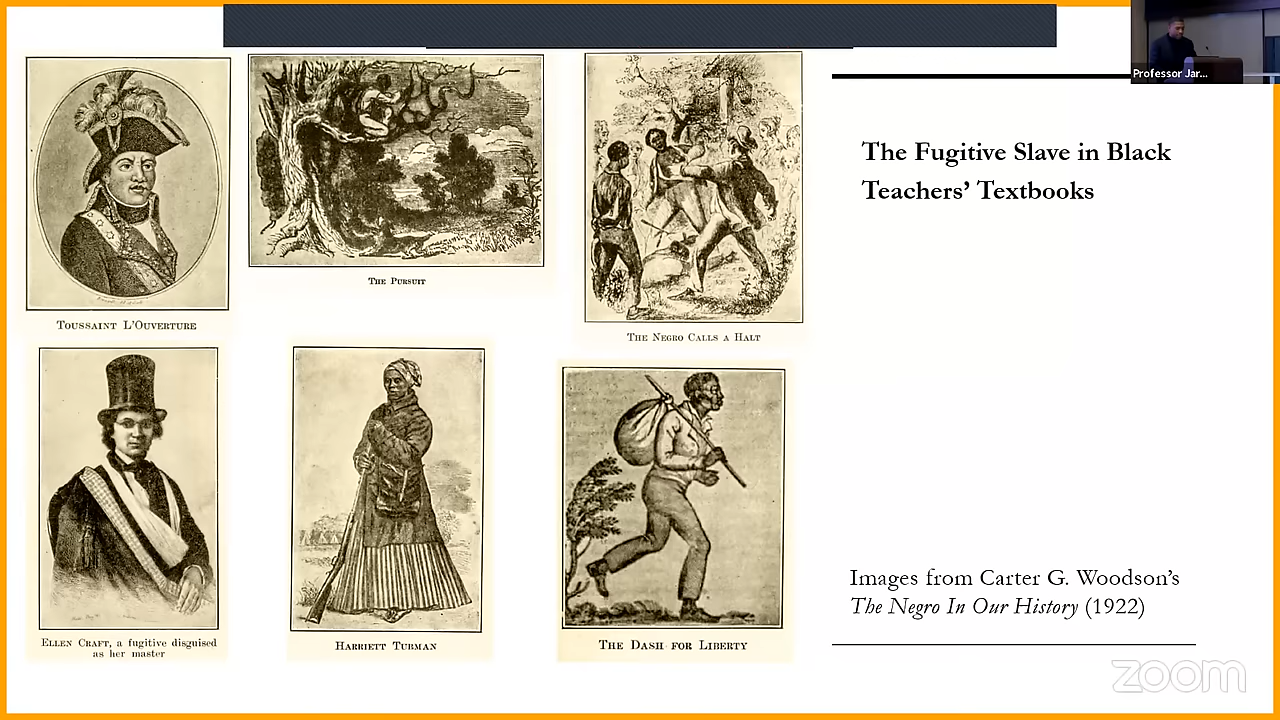 Professor Jar...
The Fugitive Slave in Black
Teachers' Textbooks
TOUSSAINT L'OUVERTURE
THE PURSUIT
THE NEGRO CALLS A HALT
ELLEN CRAFT, a fugitive disguised
as her master
HARRIETT TUBMAN
THE DASH FOR LIBERTY
Images from Carter G. Woodson's
The Negro In Our History (1922)
zoom